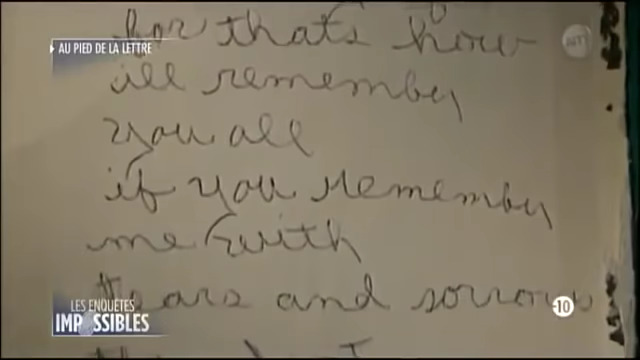 AU PIED DE LA LETTRE
for thats how
ill remember
you all
if you remember
me with
tears and sorrows
LES ENQUÊTES
IMPOSSIBLES
-10